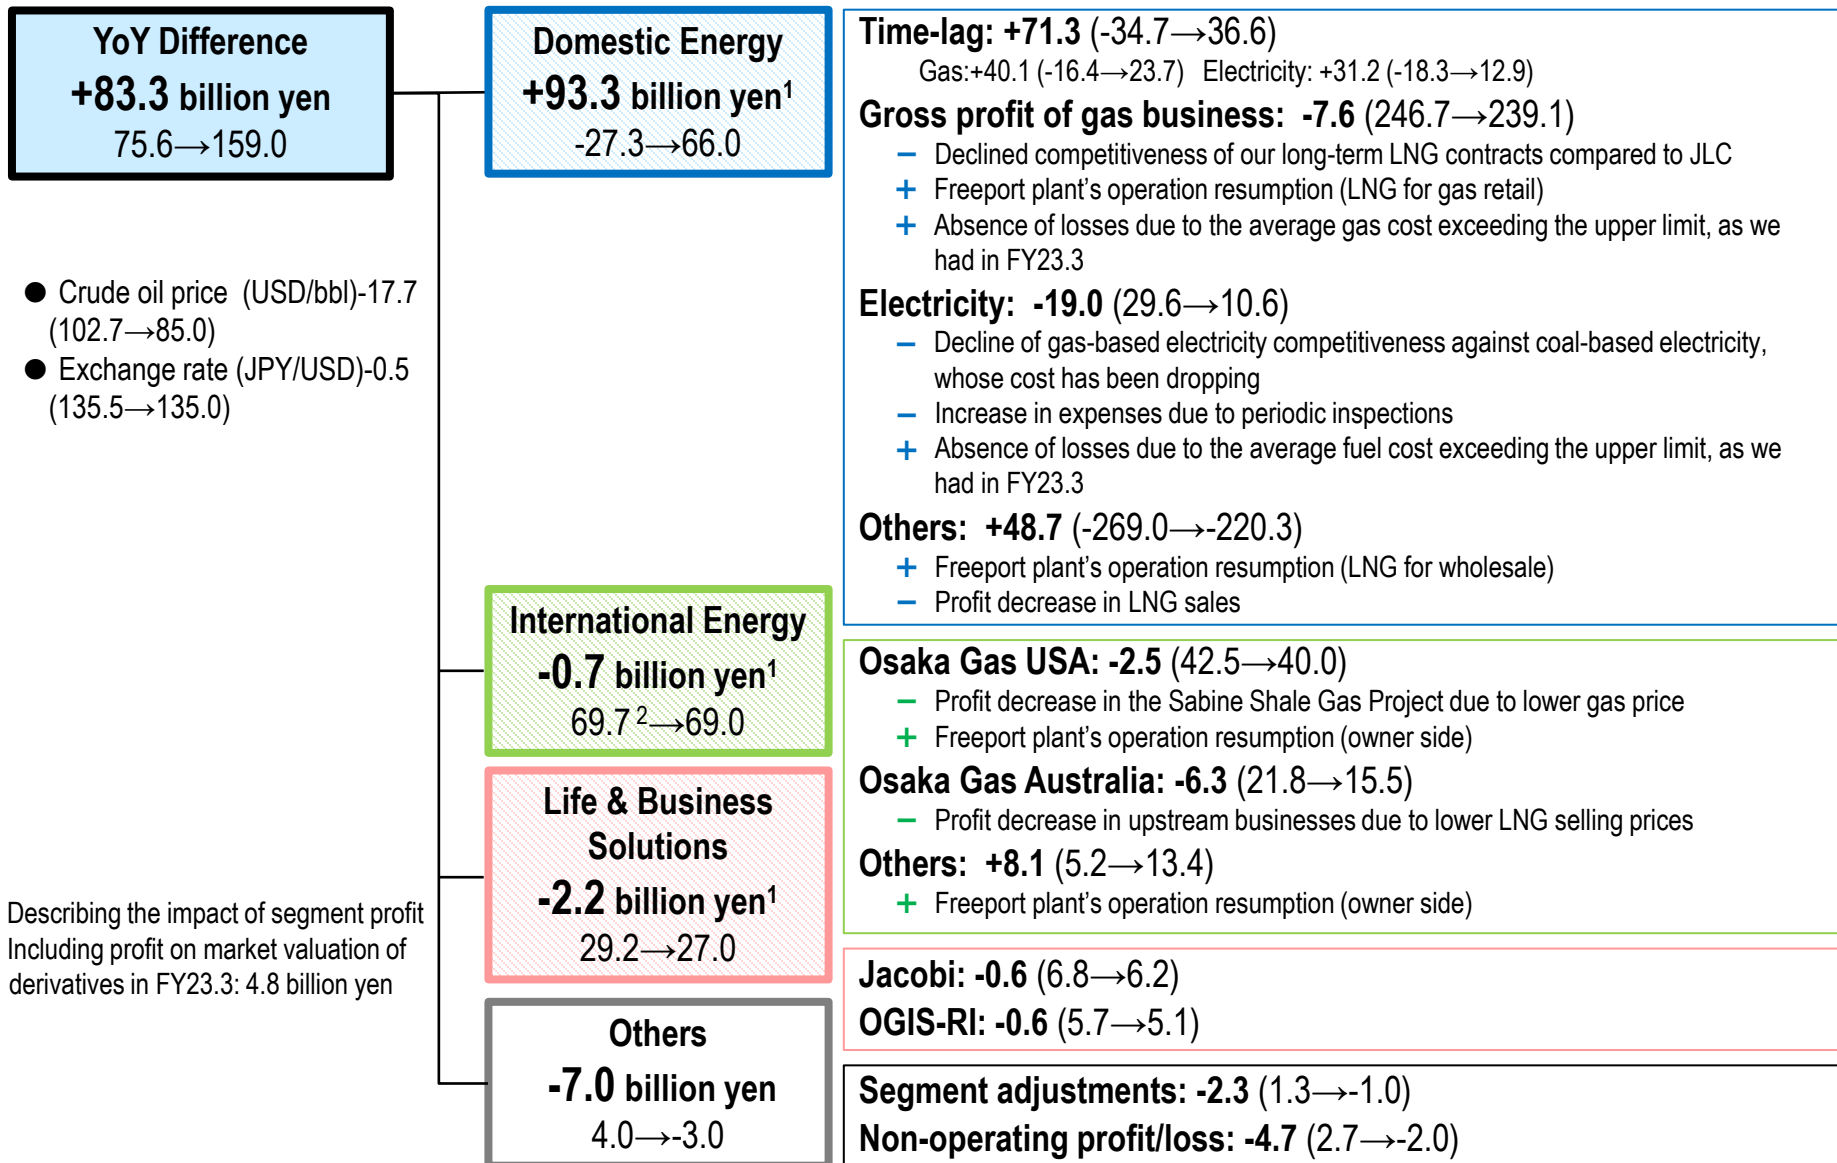 YoY Difference
+83.3 billion yen
75.6→159.0
● Crude oil price (USD/bbl)-17.7
(102.7→85.0)
● Exchange rate (JPY/USD)-0.5
(135.5→135.0)
Describing the impact of segment profit
Including profit on market valuation of
derivatives in FY23.3: 4.8 billion yen
Domestic Energy
+93.3 billion yen¹
-27.3→66.0
Time-lag: +71.3 (-34.7→36.6)
Gas:+40.1 (-16.4→23.7) Electricity: +31.2 (-18.3→12.9)
Gross profit of gas business: -7.6 (246.7→239.1)
− Declined competitiveness of our long-term LNG contracts compared to JLC
+ Freeport plant’s operation resumption (LNG for gas retail)
+ Absence of losses due to the average gas cost exceeding the upper limit, as we
had in FY23.3
Electricity: -19.0 (29.6→10.6)
− Decline of gas-based electricity competitiveness against coal-based electricity,
whose cost has been dropping
− Increase in expenses due to periodic inspections
+ Absence of losses due to the average fuel cost exceeding the upper limit, as we
had in FY23.3
Others: +48.7 (-269.0→-220.3)
+ Freeport plant’s operation resumption (LNG for wholesale)
− Profit decrease in LNG sales
International Energy
-0.7 billion yen¹
69.7 ²→69.0
Osaka Gas USA: -2.5 (42.5→40.0)
− Profit decrease in the Sabine Shale Gas Project due to lower gas price
+ Freeport plant’s operation resumption (owner side)
Osaka Gas Australia: -6.3 (21.8→15.5)
− Profit decrease in upstream businesses due to lower LNG selling prices
Others: +8.1 (5.2→13.4)
+ Freeport plant’s operation resumption (owner side)
Life & Business
Solutions
-2.2 billion yen¹
29.2→27.0
Jacobi: -0.6 (6.8→6.2)
OGIS-RI: -0.6 (5.7→5.1)
Others
-7.0 billion yen
4.0→-3.0
Segment adjustments: -2.3 (1.3→-1.0)
Non-operating profit/loss: -4.7 (2.7→-2.0)